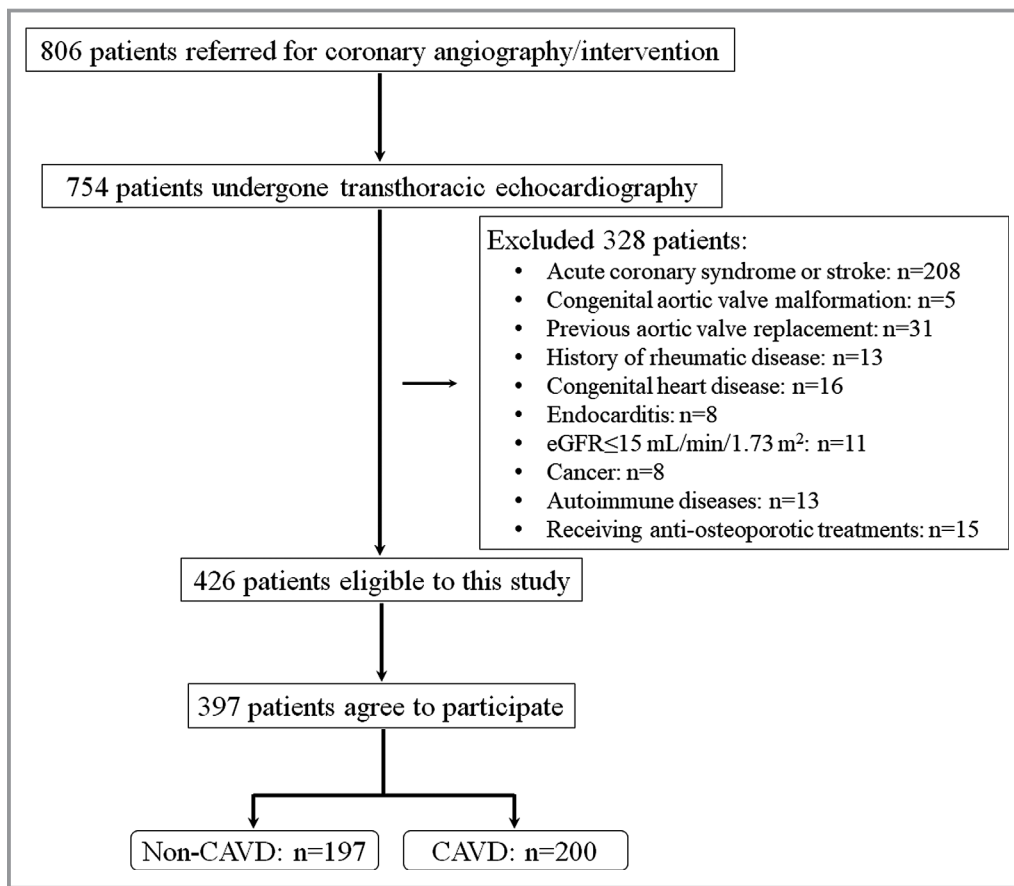 806 patients referred for coronary angiography/intervention
754 patients undergone transthoracic echocardiography
Excluded 328 patients:
• Acute coronary syndrome or stroke: n=208
• Congenital aortic valve malformation: n=5
• Previous aortic valve replacement: n=31
• History of rheumatic disease: n=13
• Congenital heart disease: n=16
• Endocarditis: n=8
• eGFR≤15 mL/min/1.73 m²: n=11
• Cancer: n=8
• Autoimmune diseases: n=13
• Receiving anti-osteoporotic treatments: n=15
426 patients eligible to this study
397 patients agree to participate
Non-CAVD: n=197
CAVD: n=200